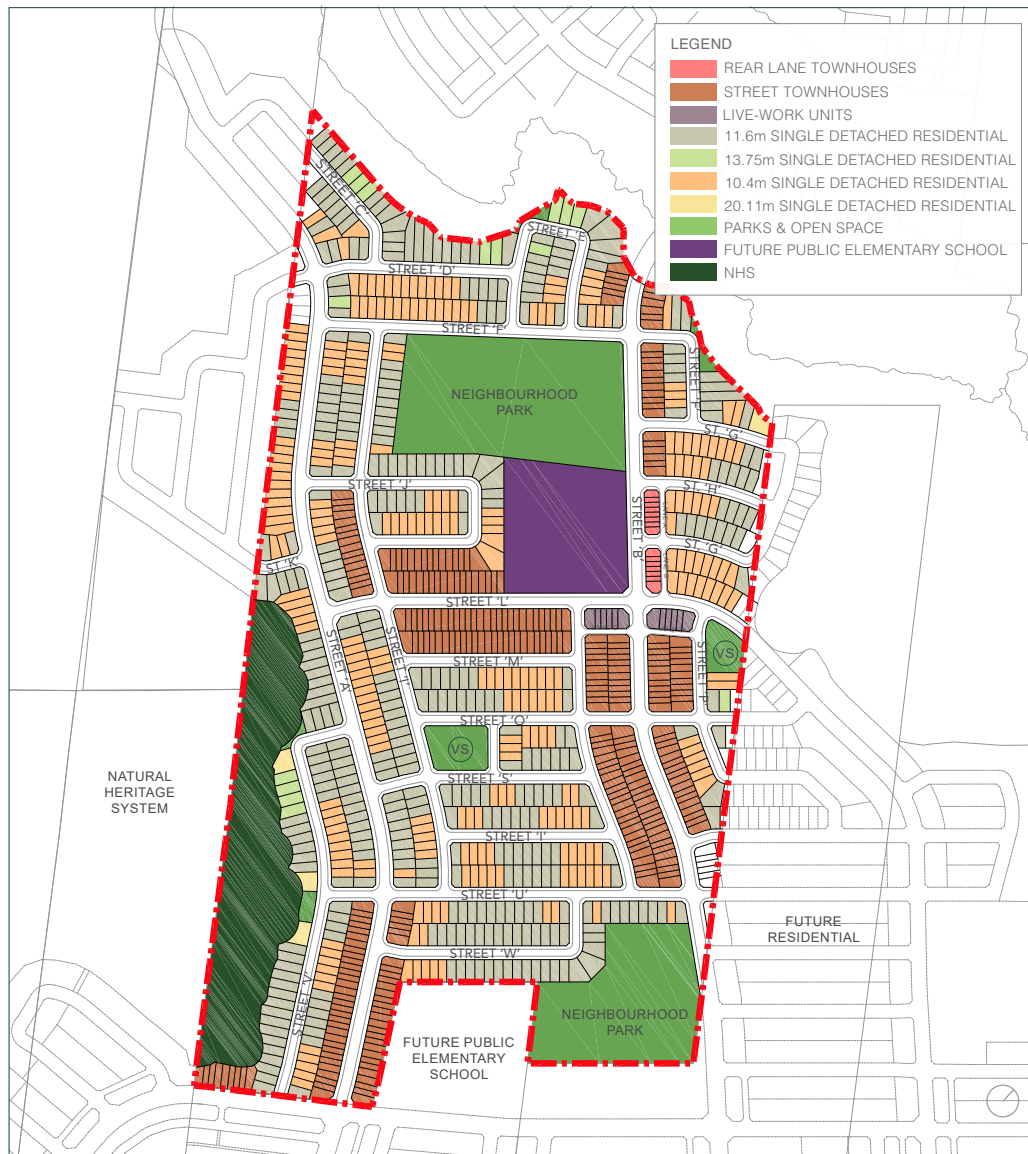 LEGEND
REAR LANE TOWNHOUSES
STREET TOWNHOUSES
LIVE-WORK UNITS
11.6m SINGLE DETACHED RESIDENTIAL
13.75m SINGLE DETACHED RESIDENTIAL
10.4m SINGLE DETACHED RESIDENTIAL
20.11m SINGLE DETACHED RESIDENTIAL
PARKS & OPEN SPACE
FUTURE PUBLIC ELEMENTARY SCHOOL
NHS
STREET 'C'
STREET 'E'
STREET 'D'
STREET 'F'
STREET 'F'
NEIGHBOURHOOD
PARK
ST. 'G'
STREET 'J'
ST. 'H'
STREET 'B'
ST. 'G'
ST. 'K'
STREET 'L'
STREET 'A'
STREET 'I'
STREET 'M'
STREET 'P'
VS
STREET 'O'
VS
STREET 'S'
NATURAL
HERITAGE
SYSTEM
STREET 'I'
STREET 'U'
FUTURE
RESIDENTIAL
STREET 'W'
STREET 'V'
NEIGHBOURHOOD
PARK
FUTURE PUBLIC
ELEMENTARY
SCHOOL